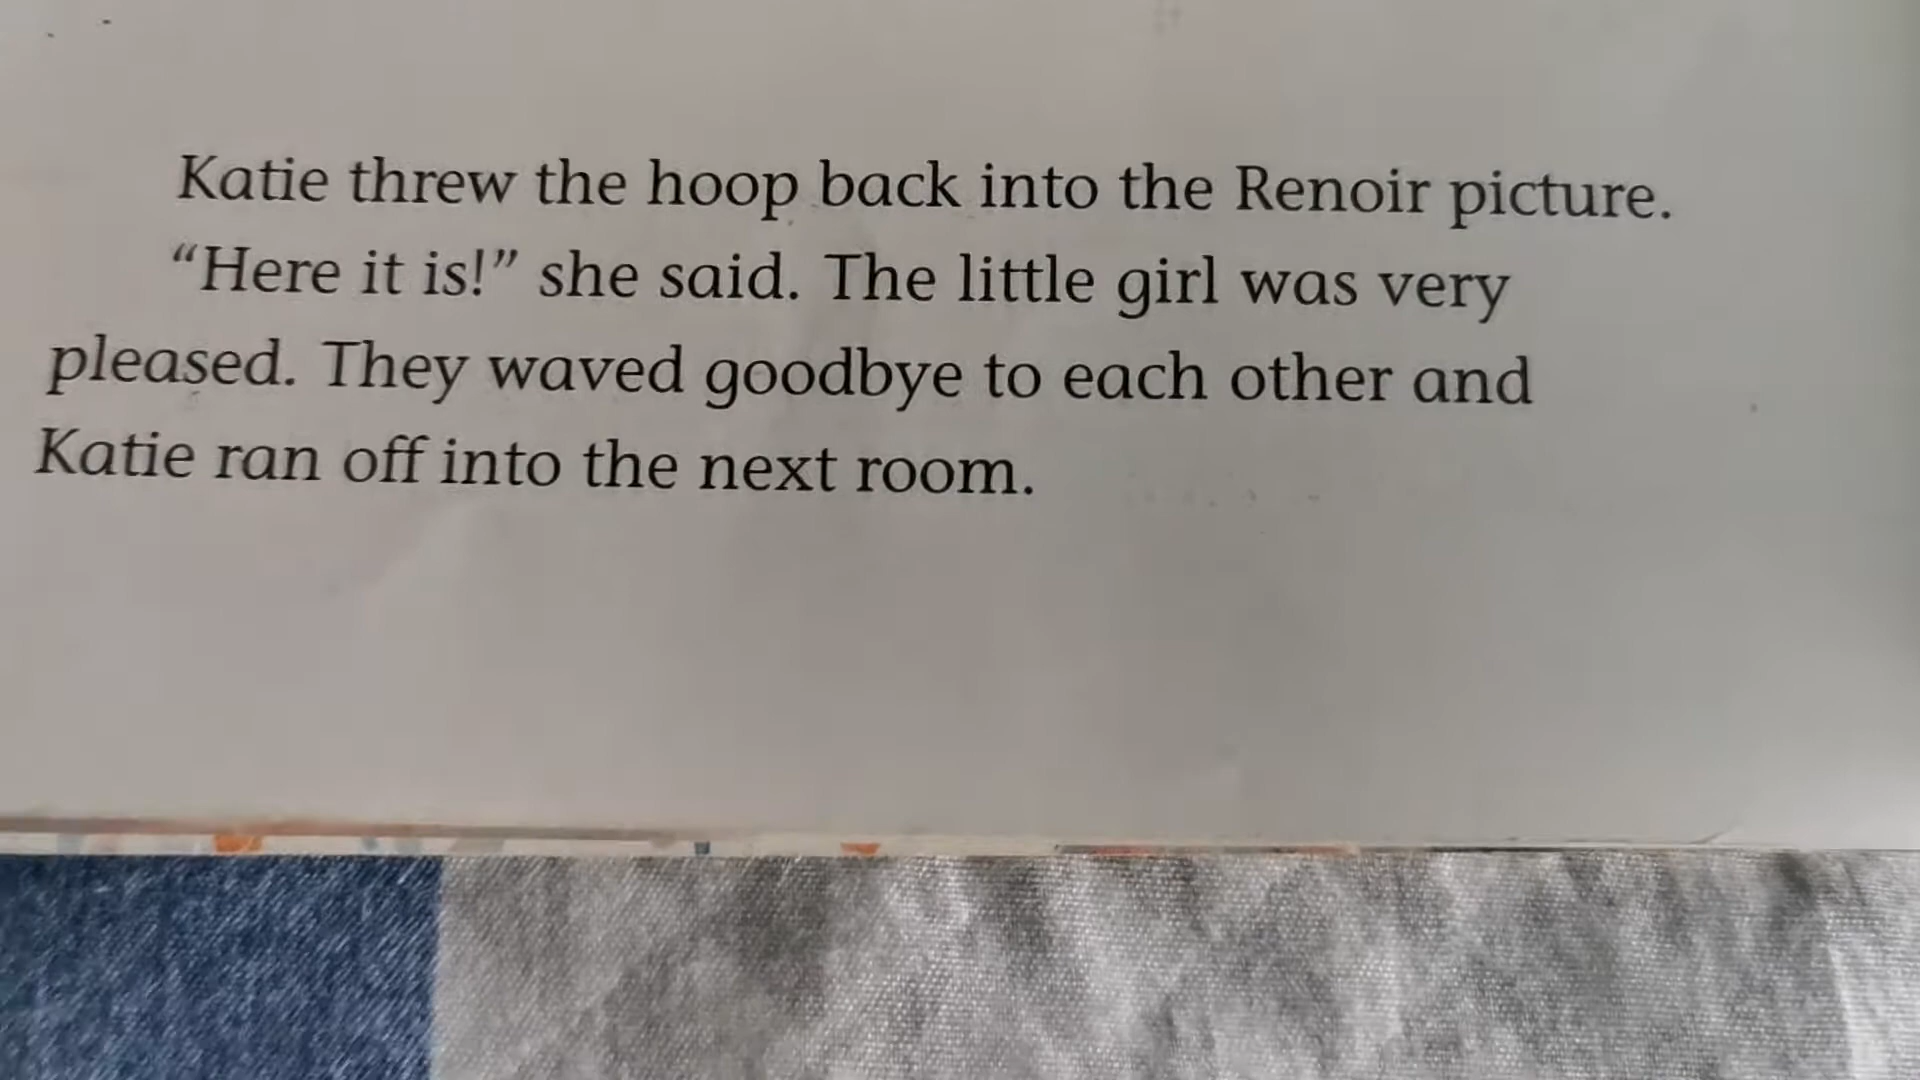 Katie threw the hoop back into the Renoir picture.
“Here it is!” she said. The little girl was very
pleased. They waved goodbye to each other and
Katie ran off into the next room.